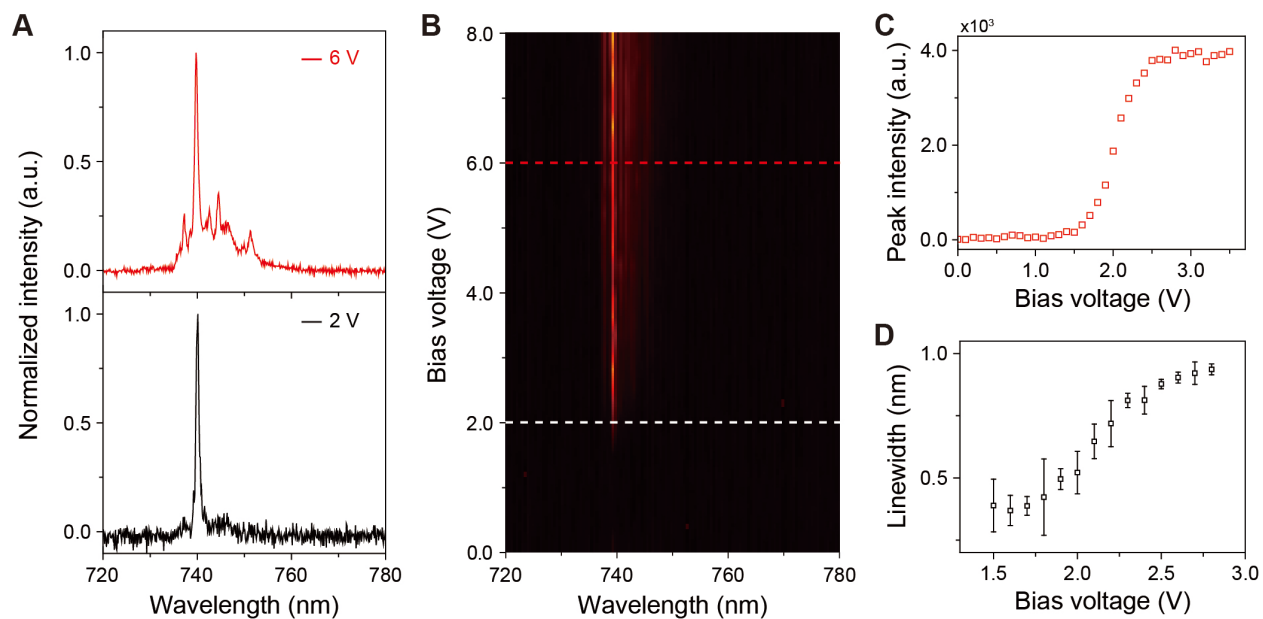 A
Normalized intensity (a.u.)
1.0
0.5
0.0
6 V
1.0
0.5
0.0
2 V
720
740
760
780
Wavelength (nm)
B
Bias voltage (V)
8.0
6.0
4.0
2.0
0.0
720
740
760
780
Wavelength (nm)
C
x10³
Peak intensity (a.u.)
4.0
2.0
0.0
0.0
1.0
2.0
3.0
Bias voltage (V)
D
Linewidth (nm)
1.0
0.5
1.5
2.0
2.5
3.0
Bias voltage (V)